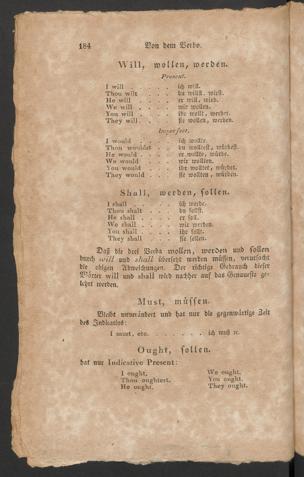 184 Von dem Verbo.
Will, wollen, werden.
Present.
I will . . . . ich will.
Thou wilt . . . . du willst, wirst.
He will . . . . er will, wird.
We will . . . . wir wollen.
You will . . . . ihr wollt, werdet.
They will . . . . sie wollen, werden.
Imperfect.
I would . . . . ich wollte.
Thou wouldst . . . . du wolltest, würdest.
He would . . . . er wollte, würde.
We would . . . . wir wollten.
You would . . . . ihr wolltet, würdet.
They would . . . . sie wollten, würden.
Shall, werden, sollen.
I shall . . . . ich werde.
Thou shalt . . . . du sollst.
He shall . . . . er soll.
We shall . . . . wir werden.
You shall . . . . ihr sollt.
They shall . . . . sie sollen.
Daß die drei Verba wollen, werden und sollen
durch will und shall übersetzt werden müssen, verursacht
die obigen Abweichungen. Der richtige Gebrauch dieser
Wörter will und shall wird nachher auf das Genaueste ge-
lehrt werden.
Must, müssen.
Bleibt unverändert und hat nur die gegenwärtige Zeit
des Indicativs:
I must, etc. . . . . . . ich muß ꝛc.
Ought, sollen.
hat nur Indicative Present:
I ought. We ought.
Thou oughtest. You ought.
He ought. They ought.